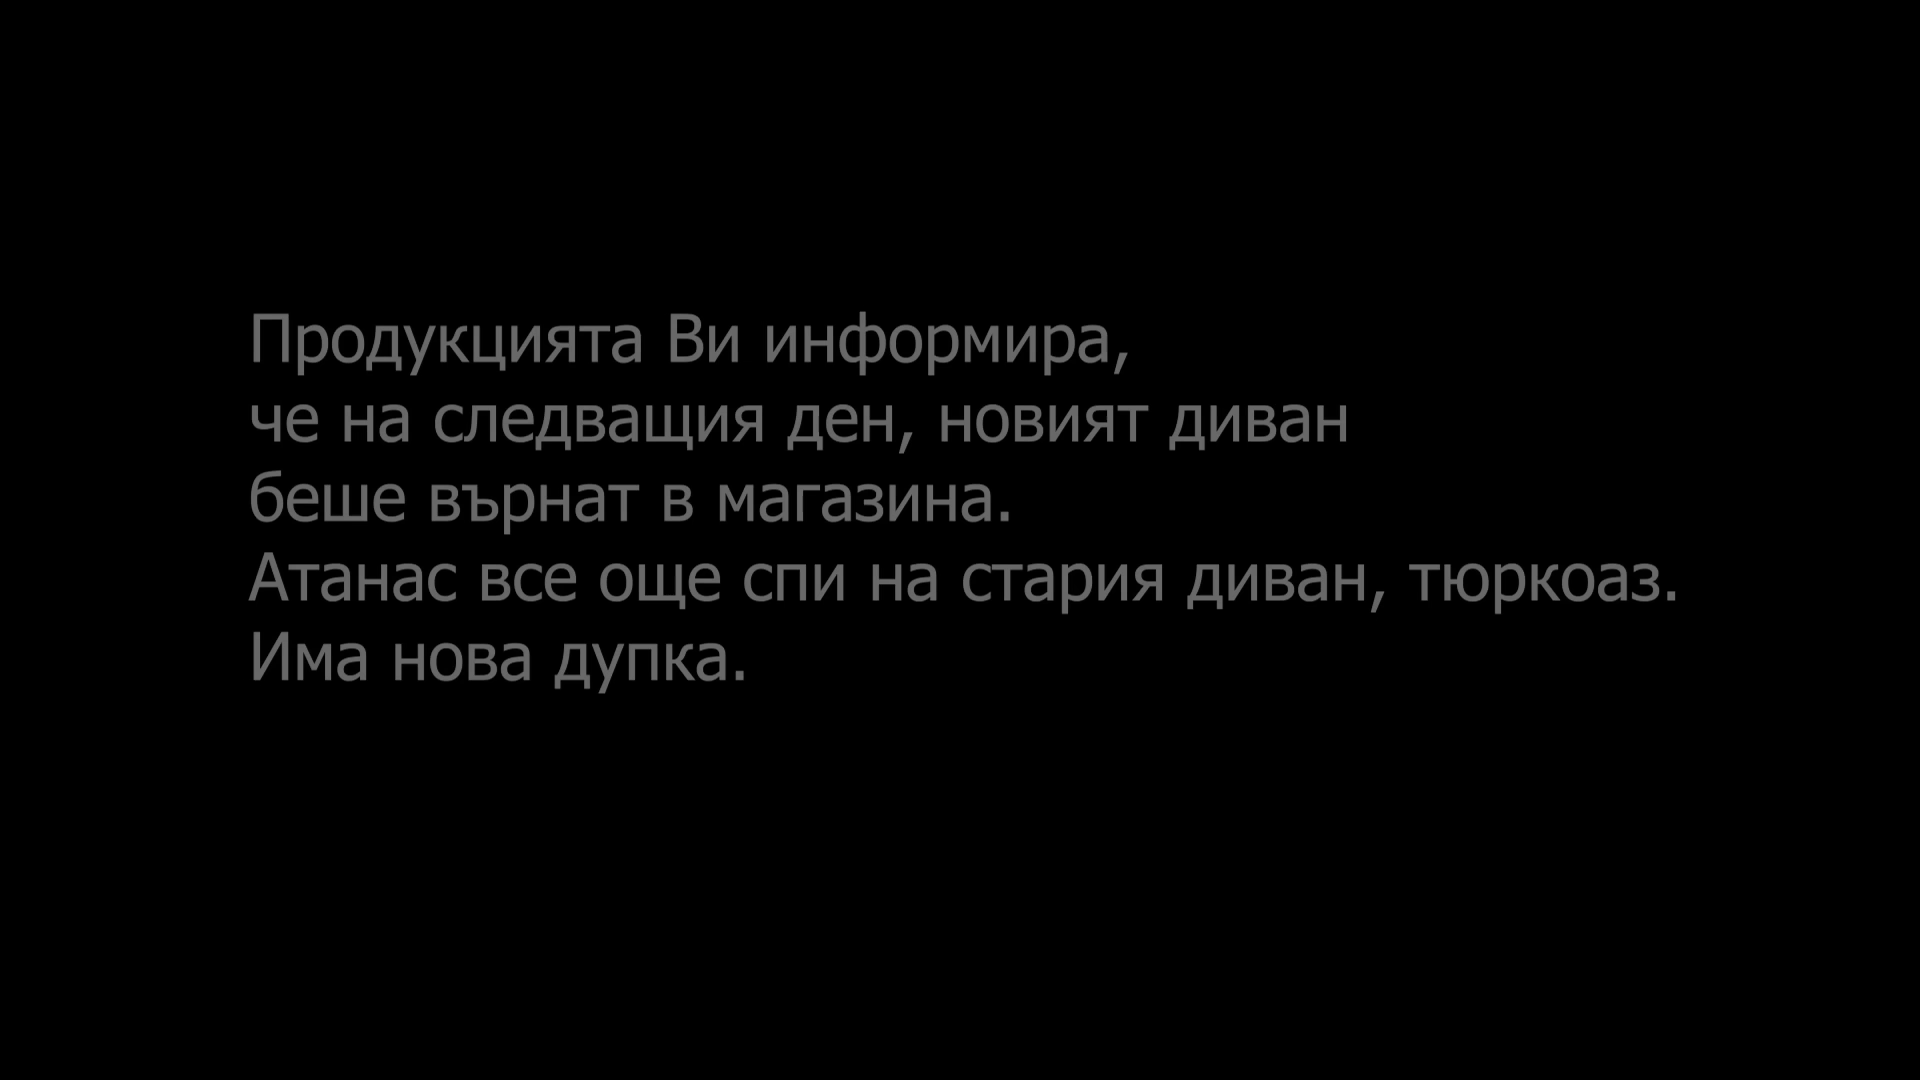 Продукцията Ви информира,
че на следващия ден, новият диван
беше върнат в магазина.
Атанас все още спи на стария диван, тюркоаз.
Има нова дупка.